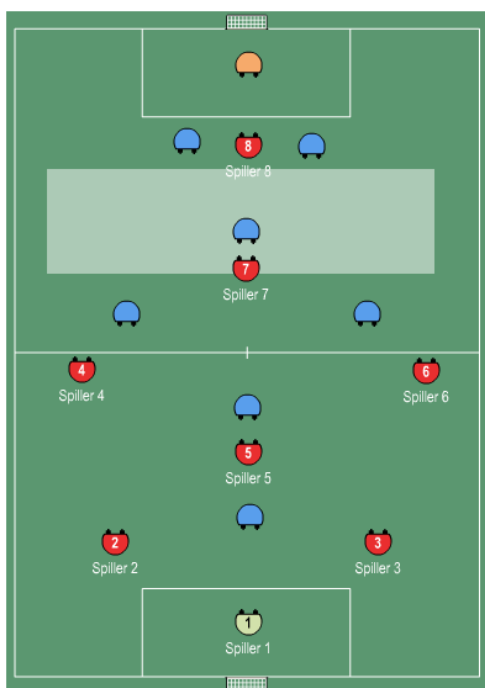 8
Spiller 8
7
Spiller 7
4
Spiller 4
6
Spiller 6
5
Spiller 5
2
Spiller 2
3
Spiller 3
1
Spiller 1